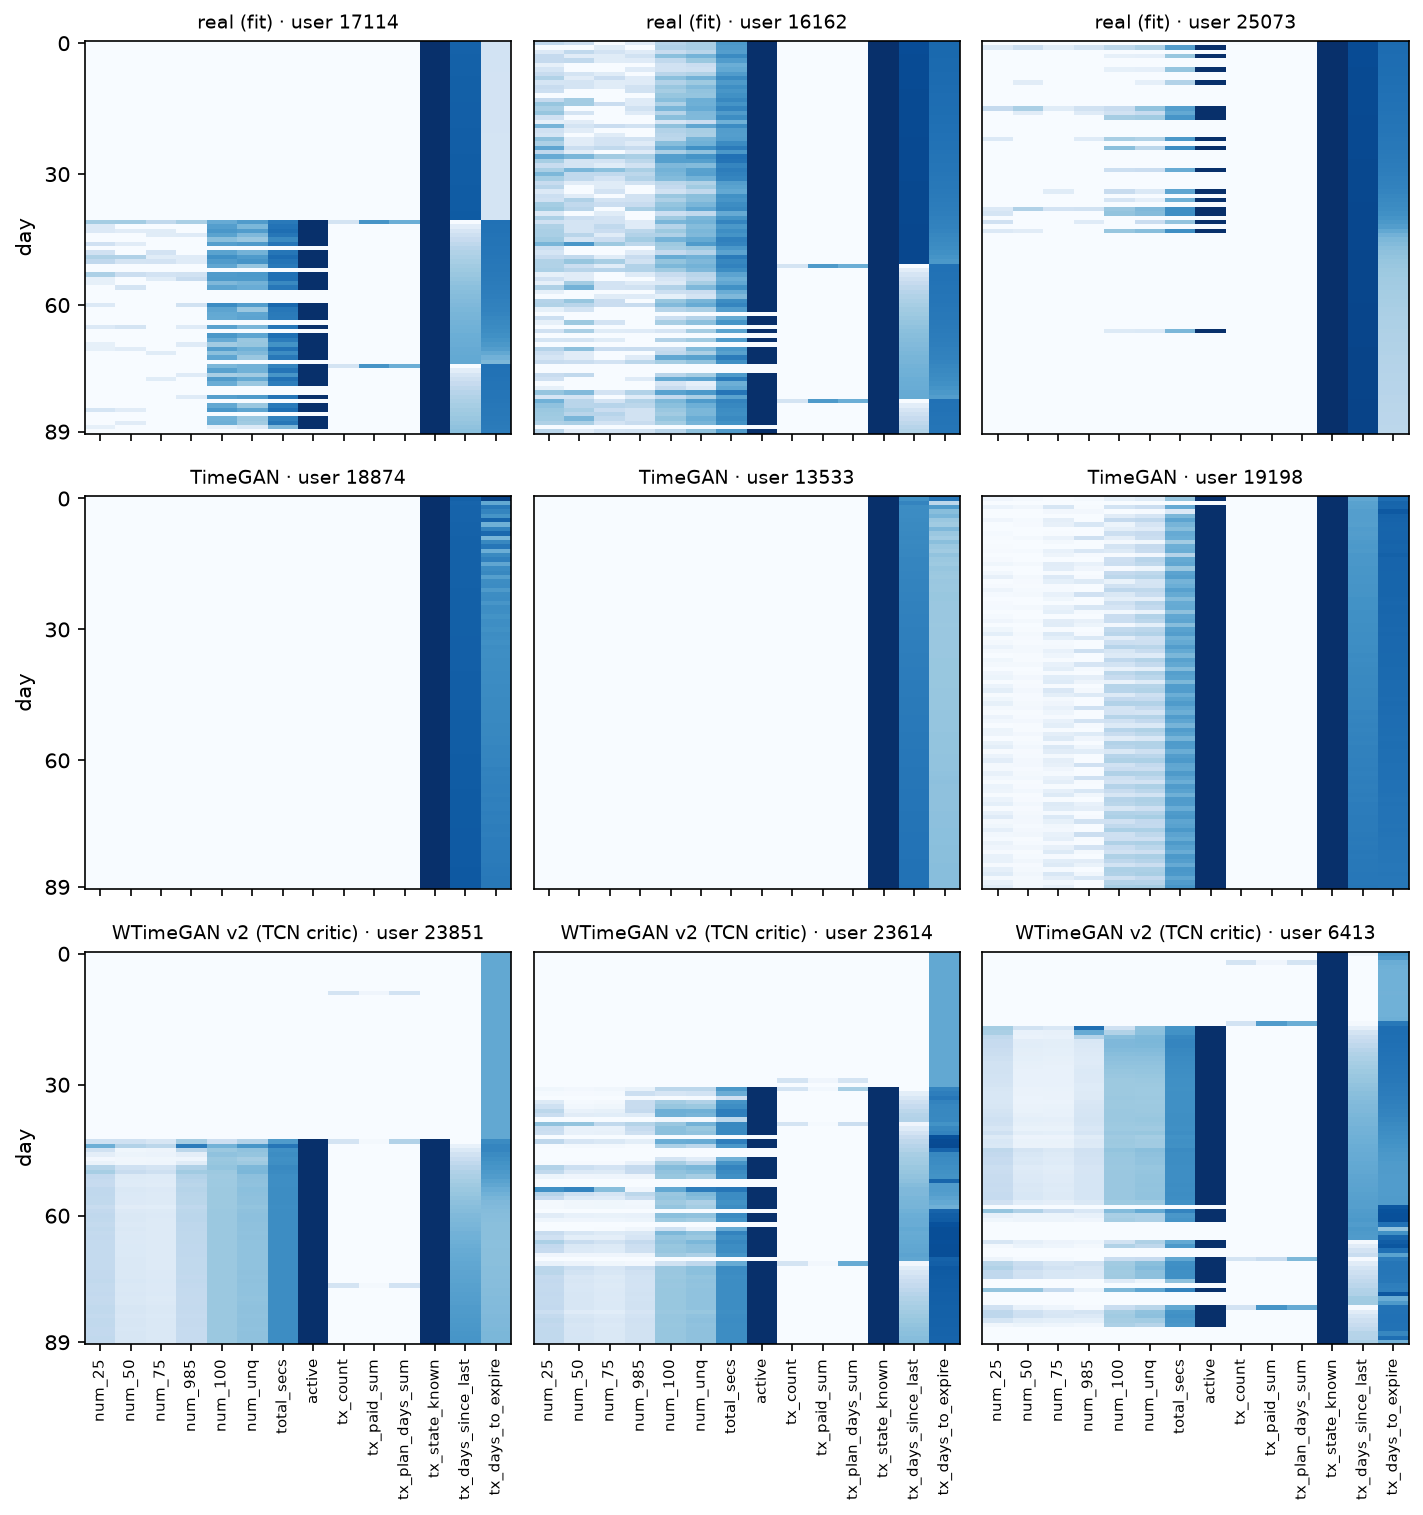 real (fit) · user 17114
real (fit) · user 16162
real (fit) · user 25073
0
30
60
89
day
TimeGAN · user 18874
TimeGAN · user 13533
TimeGAN · user 19198
0
30
60
89
day
WTimeGAN v2 (TCN critic) · user 23851
WTimeGAN v2 (TCN critic) · user 23614
WTimeGAN v2 (TCN critic) · user 6413
0
30
60
89
day
num_25
num_50
num_75
num_985
num_100
num_unq
total_secs
active
tx_count
tx_paid_sum
tx_plan_days_sum
tx_state_known
tx_days_since_last
tx_days_to_expire
num_25
num_50
num_75
num_985
num_100
num_unq
total_secs
active
tx_count
tx_paid_sum
tx_plan_days_sum
tx_state_known
tx_days_since_last
tx_days_to_expire
num_25
num_50
num_75
num_985
num_100
num_unq
total_secs
active
tx_count
tx_paid_sum
tx_plan_days_sum
tx_state_known
tx_days_since_last
tx_days_to_expire